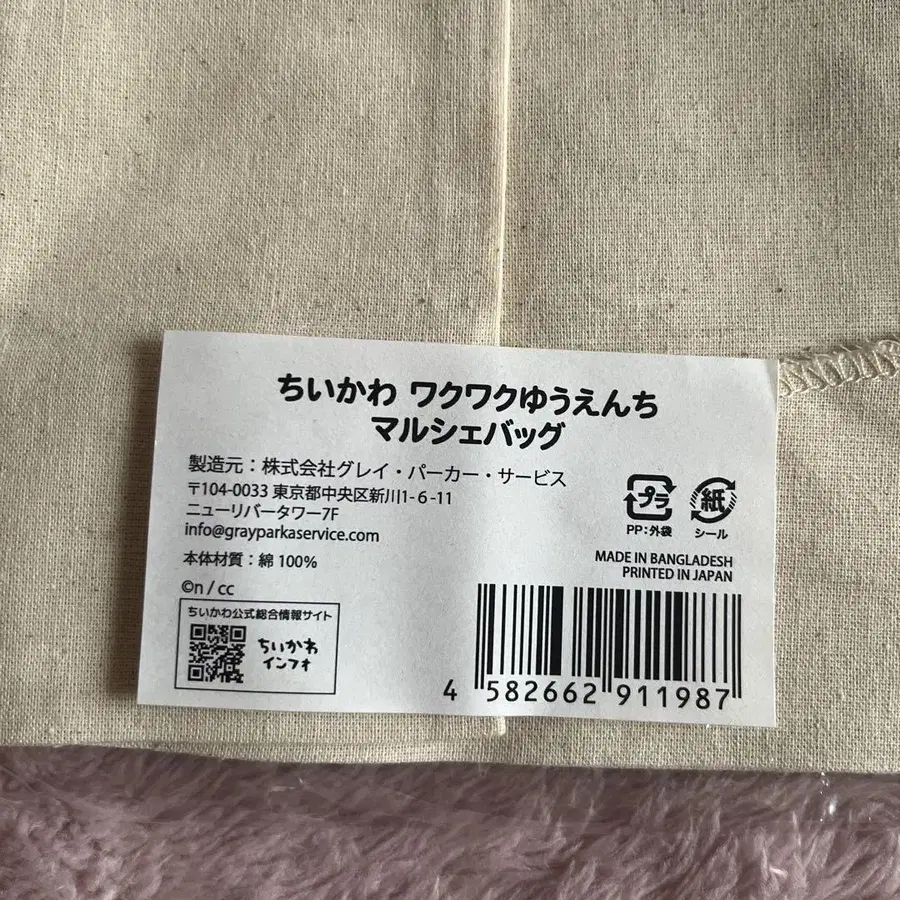 ちいかわ ワクワクゆうえんち
マルシェバッグ
製造元：株式会社グレイ・パーカー・サービス
〒104-0033 東京都中央区新川1-6-11
ニューリバータワー7F
info@grayparkaservice.com
本体材質：綿 100%
©n / cc
ちいかわ公式総合情報サイト
ちいかわ
インフォ
プラ
PP:外袋
紙
シール
MADE IN BANGLADESH
PRINTED IN JAPAN
4 582662 911987